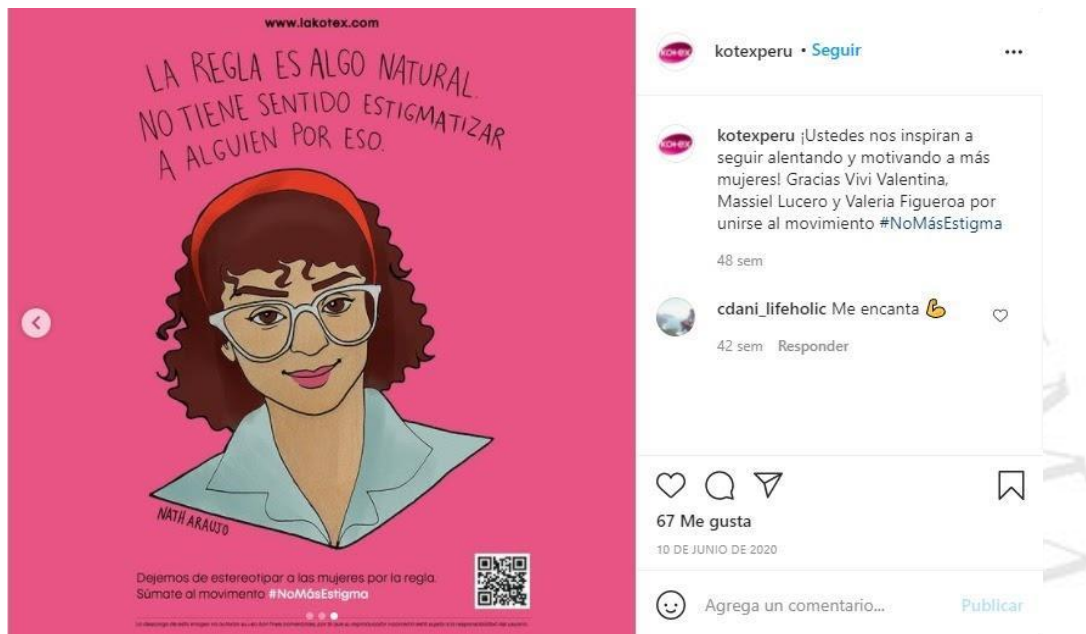 www.lakotex.com
LA REGLA ES ALGO NATURAL.
NO TIENE SENTIDO ESTIGMATIZAR
A ALGUIEN POR ESO.
NATH ARAUJO
Dejemos de estereotipar a las mujeres por la regla.
Súmate al movimiento #NoMásEstigma
kotexperu • Seguir
kotexperu ¡Ustedes nos inspiran a
seguir alentando y motivando a más
mujeres! Gracias Vivi Valentina,
Massiel Lucero y Valeria Figueroa por
unirse al movimiento #NoMásEstigma
48 sem
cdani_lifeholic Me encanta 💪
42 sem Responder
67 Me gusta
10 DE JUNIO DE 2020
Agrega un comentario...
Publicar